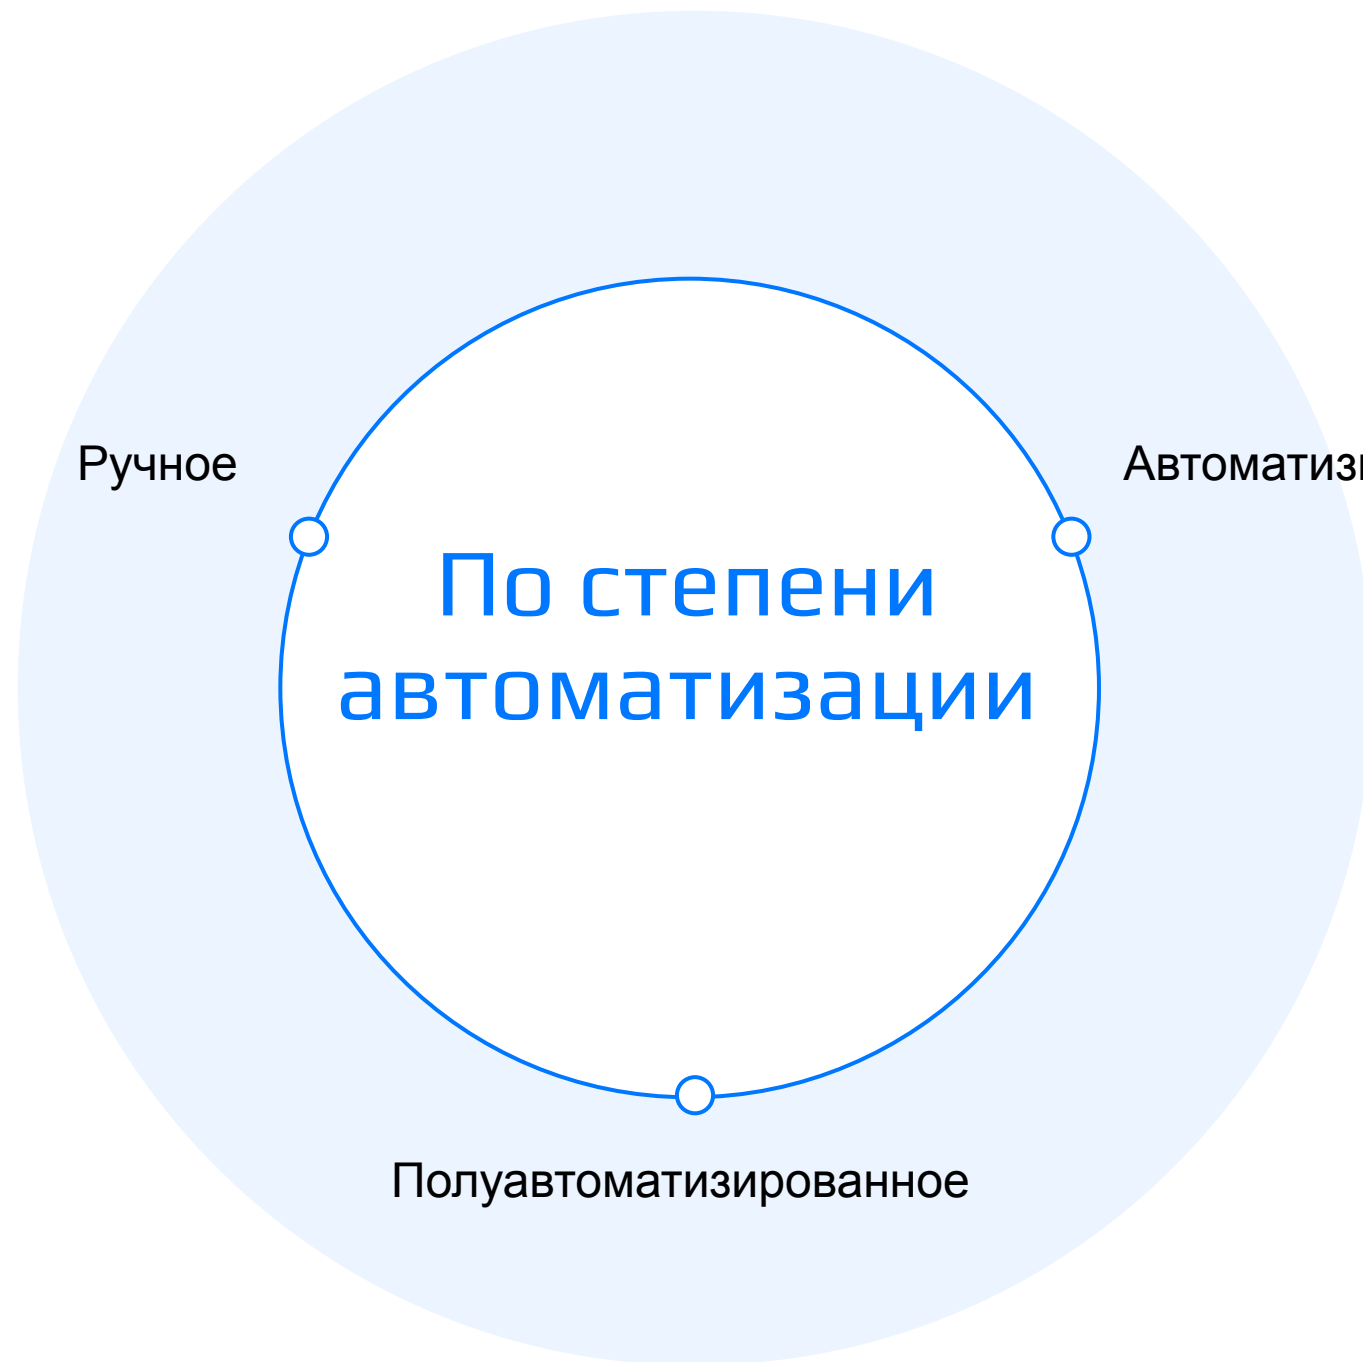 Ручное
Автоматиз
По степени
автоматизации
Полуавтоматизированное